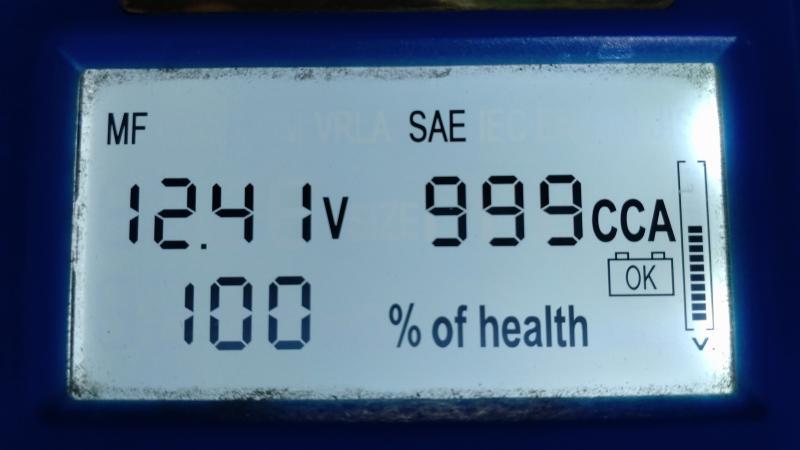 MF SAE
12.41V 999CCA
OK
100 % of health